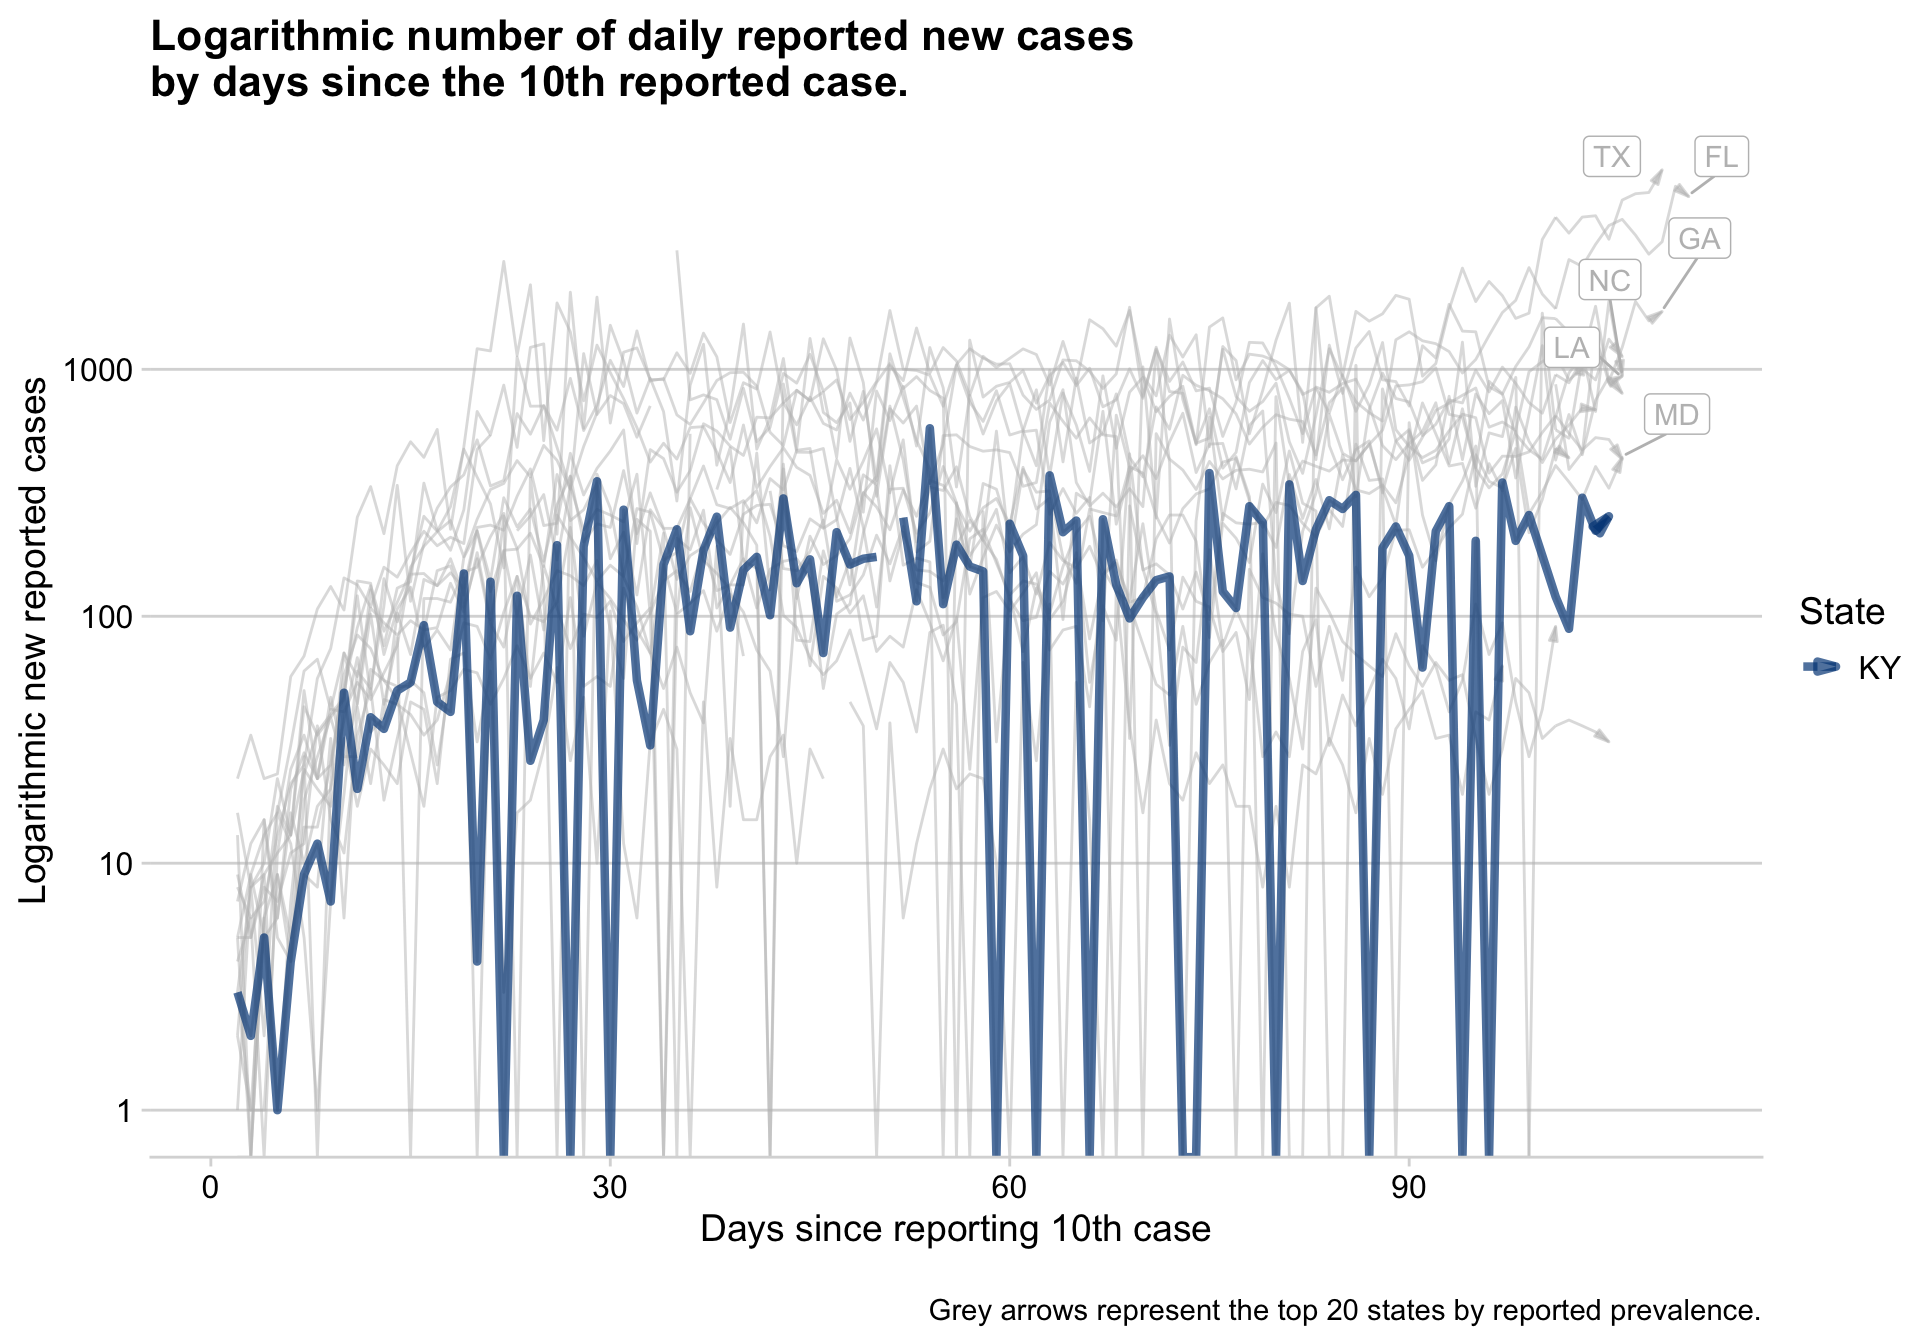 Logarithmic number of daily reported new cases
by days since the 10th reported case.
TX
FL
GA
NC
LA
MD
Logarithmic new reported cases
1000
100
10
1
0
30
60
90
Days since reporting 10th case
State
KY
Grey arrows represent the top 20 states by reported prevalence.